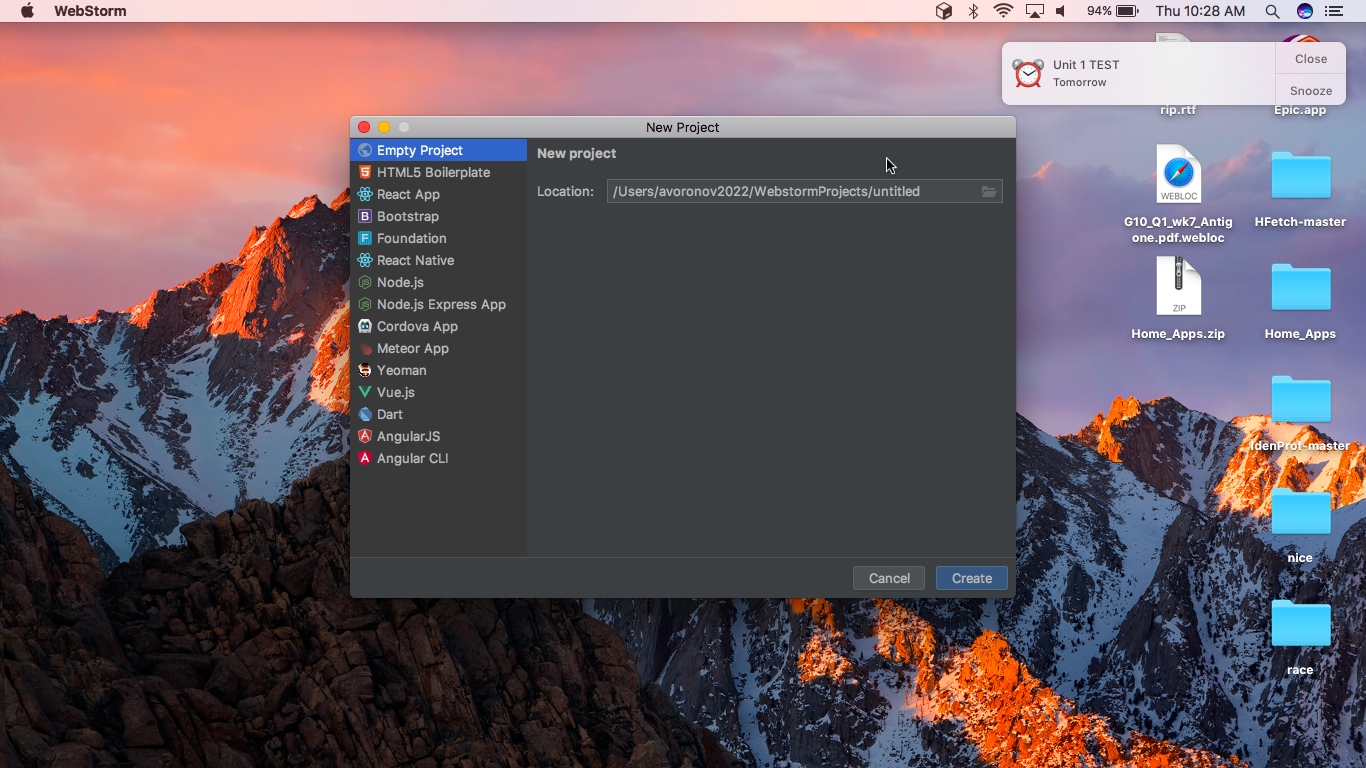 WebStorm
94%
Thu 10:28 AM
Unit 1 TEST
Tomorrow
Close
Snooze
rip.rtf
Epic.app
New Project
Empty Project
HTML5 Boilerplate
React App
Bootstrap
Foundation
React Native
Node.js
Node.js Express App
Cordova App
Meteor App
Yeoman
Vue.js
Dart
AngularJS
Angular CLI
New project
Location: /Users/avoronov2022/WebstormProjects/untitled
Cancel
Create
WEBLOC
G10_Q1_wk7_Antig
one.pdf.webloc
HFetch-master
ZIP
Home_Apps.zip
Home_Apps
IdenProf-master
nice
race